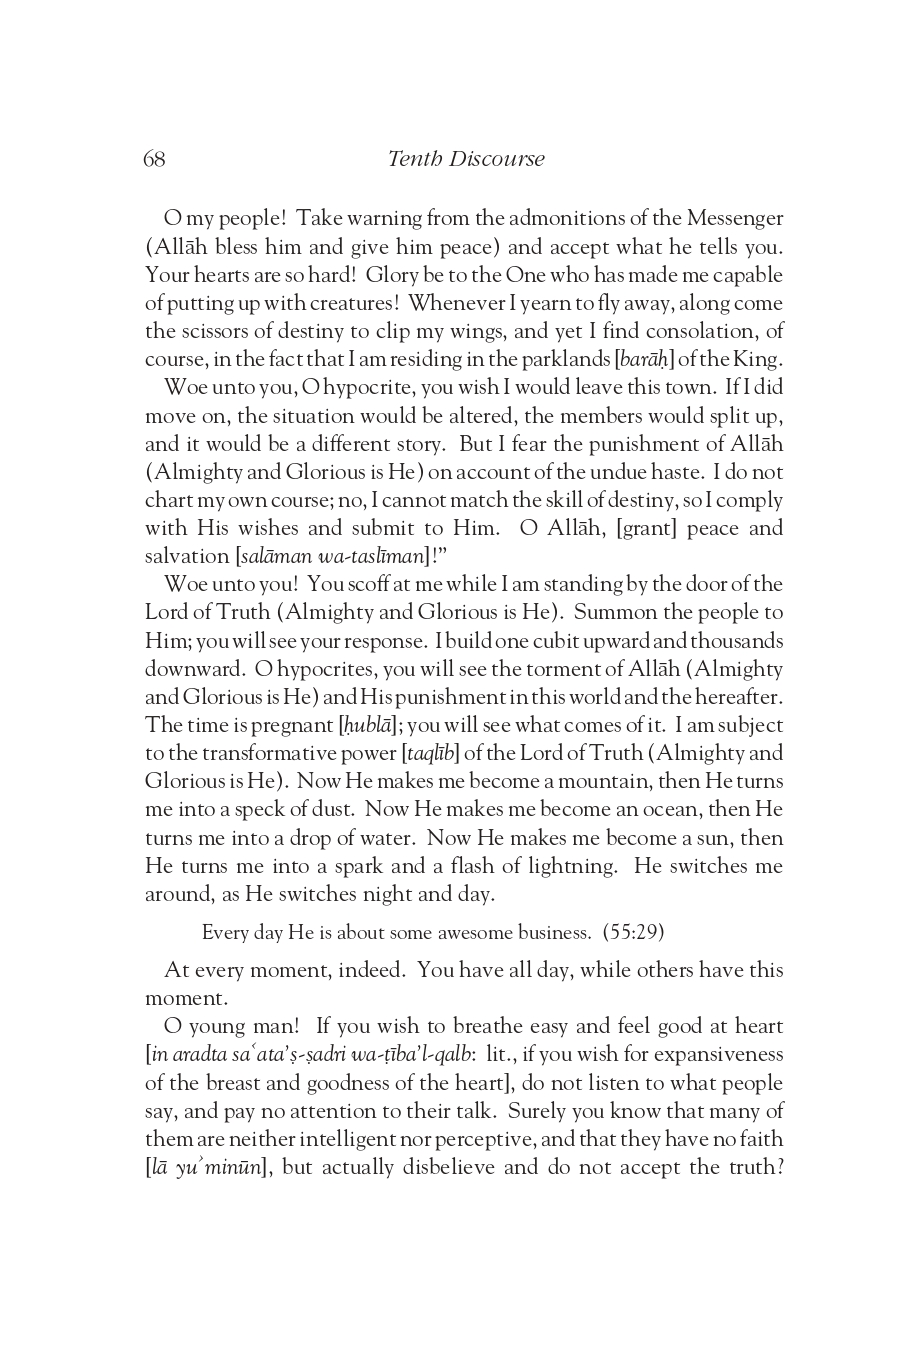 68
Tenth Discourse
O my people! Take warning from the admonitions of the Messenger
(Allāh bless him and give him peace) and accept what he tells you.
Your hearts are so hard! Glory be to the One who has made me capable
of putting up with creatures! Whenever I yearn to fly away, along come
the scissors of destiny to clip my wings, and yet I find consolation, of
course, in the fact that I am residing in the parklands [barāḥ] of the King.
Woe unto you, O hypocrite, you wish I would leave this town. If I did
move on, the situation would be altered, the members would split up,
and it would be a different story. But I fear the punishment of Allāh
(Almighty and Glorious is He) on account of the undue haste. I do not
chart my own course; no, I cannot match the skill of destiny, so I comply
with His wishes and submit to Him. O Allāh, [grant] peace and
salvation [salāman wa-taslīman]!”
Woe unto you! You scoff at me while I am standing by the door of the
Lord of Truth (Almighty and Glorious is He). Summon the people to
Him; you will see your response. I build one cubit upward and thousands
downward. O hypocrites, you will see the torment of Allāh (Almighty
and Glorious is He) and His punishment in this world and the hereafter.
The time is pregnant [ḥublā]; you will see what comes of it. I am subject
to the transformative power [taqlīb] of the Lord of Truth (Almighty and
Glorious is He). Now He makes me become a mountain, then He turns
me into a speck of dust. Now He makes me become an ocean, then He
turns me into a drop of water. Now He makes me become a sun, then
He turns me into a spark and a flash of lightning. He switches me
around, as He switches night and day.
Every day He is about some awesome business. (55:29)
At every moment, indeed. You have all day, while others have this
moment.
O young man! If you wish to breathe easy and feel good at heart
[in aradta saʿata’ṣ-ṣadri wa-ṭība’l-qalb: lit., if you wish for expansiveness
of the breast and goodness of the heart], do not listen to what people
say, and pay no attention to their talk. Surely you know that many of
them are neither intelligent nor perceptive, and that they have no faith
[lā yuʾminūn], but actually disbelieve and do not accept the truth?